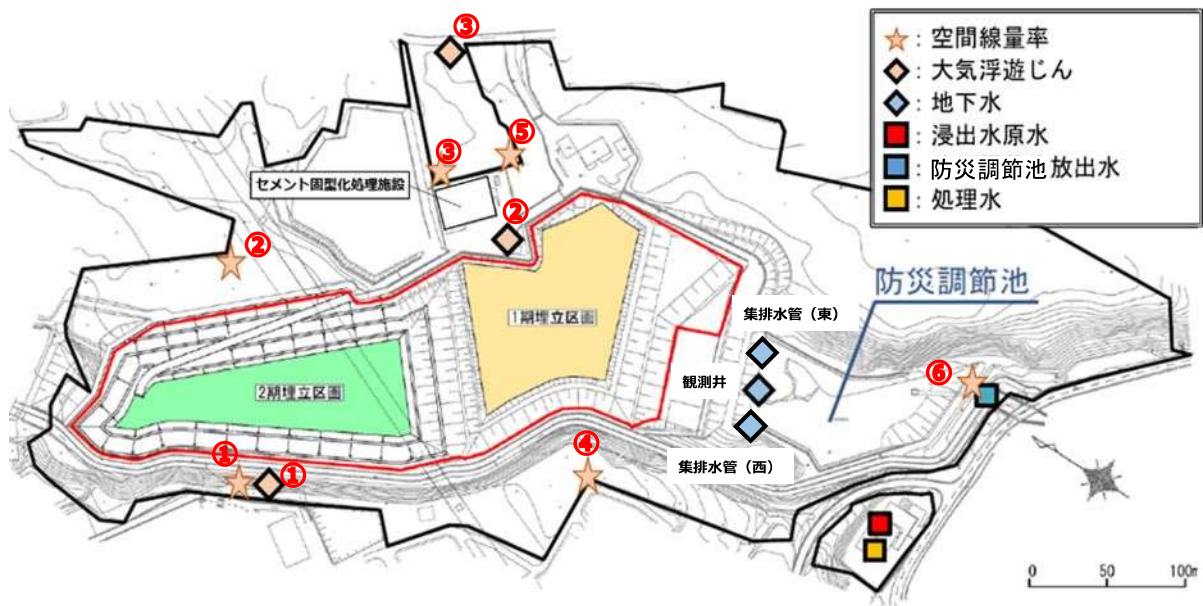 ③
：空間線量率
：大気浮遊じん
：地下水
：浸出水原水
：防災調節池 放出水
：処理水
⑤
③
セメント固型化処理施設
②
②
防災調節池
集排水管（東）
1期埋立区画
観測井
⑥
2期埋立区画
④
集排水管（西）
①
①
0 50 100m